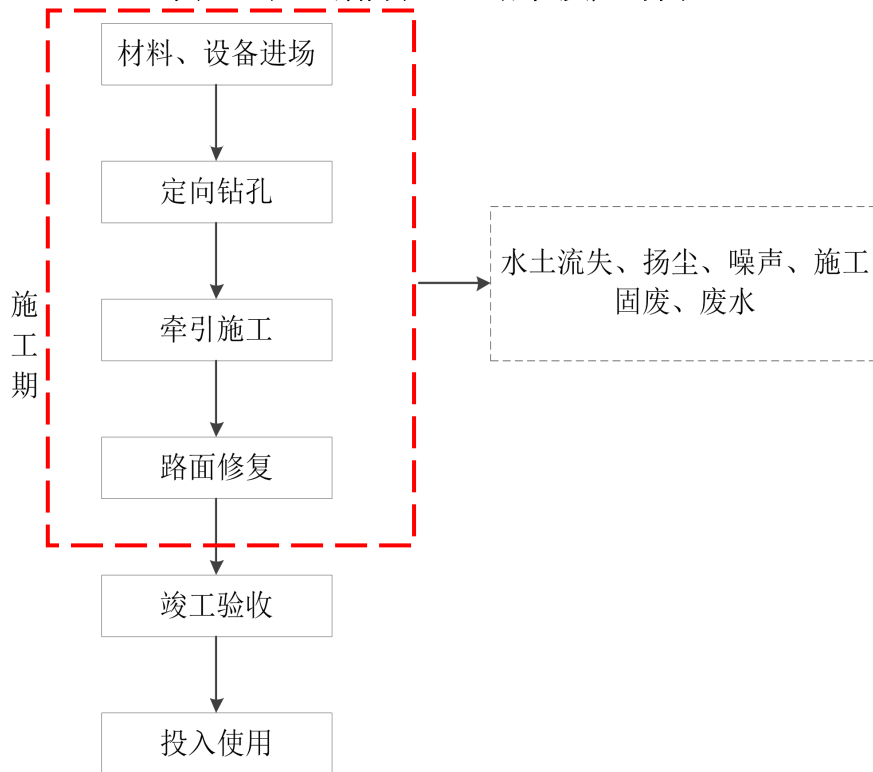 材料、设备进场
定向钻孔
水土流失、扬尘、噪声、施工
固废、废水
施
工
期
牵引施工
路面修复
竣工验收
投入使用